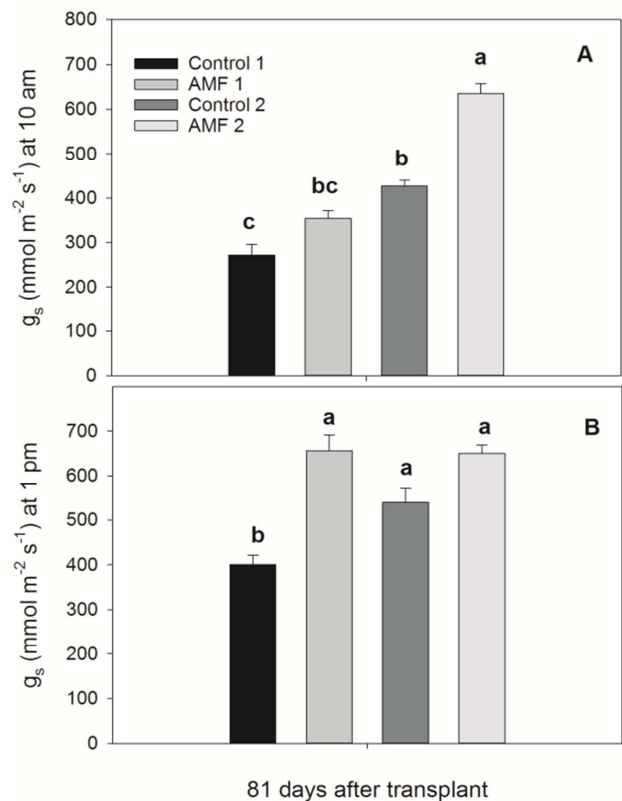 800
700
600
500
400
300
200
100
0
g_s (mmol m⁻² s⁻¹) at 10 am
Control 1
AMF 1
Control 2
AMF 2
A
c
bc
b
a
700
600
500
400
300
200
100
0
g_s (mmol m⁻² s⁻¹) at 1 pm
B
b
a
a
a
81 days after transplant